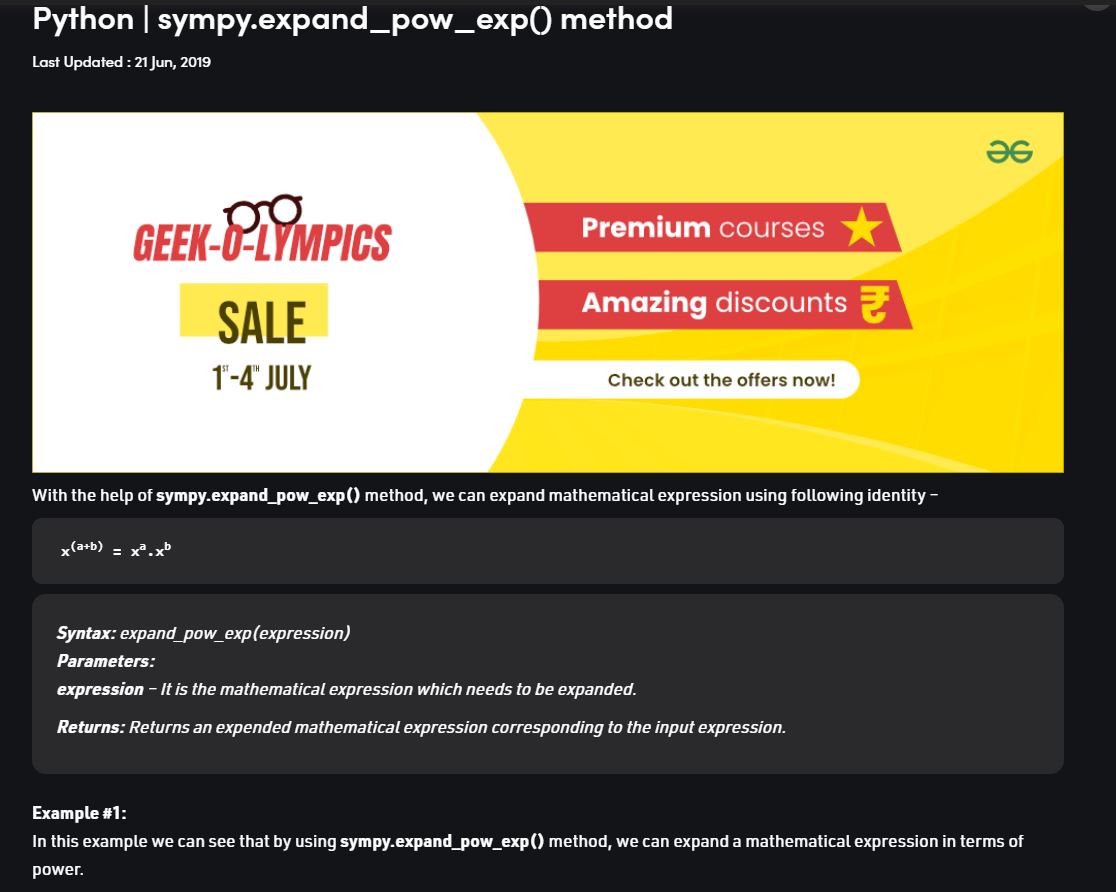 Python | sympy.expand_pow_exp() method
Last Updated : 21 Jun, 2019
GEEK-O-LYMPICS
SALE
1ST-4TH JULY
Premium courses
Amazing discounts
Check out the offers now!
With the help of sympy.expand_pow_exp() method, we can expand mathematical expression using following identity –
x(a+b) = xa.xb
Syntax: expand_pow_exp(expression)
Parameters:
expression – It is the mathematical expression which needs to be expanded.
Returns: Returns an expended mathematical expression corresponding to the input expression.
Example #1:
In this example we can see that by using sympy.expand_pow_exp() method, we can expand a mathematical expression in terms of
power.